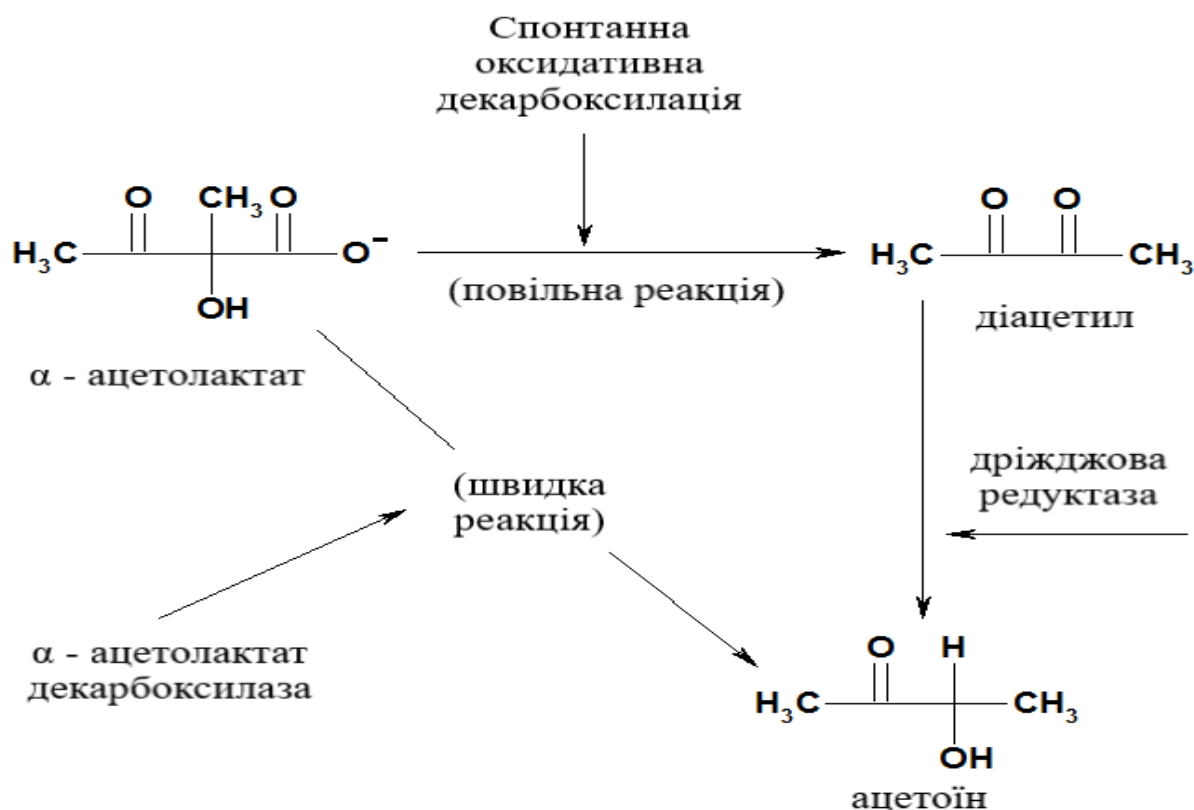 Спонтанна
оксидативна
декарбоксилація
O CH3 O
H3C O−
OH
(повільна реакція)
α - ацетолактат
O O
H3C CH3
діацетил
(швидка
реакція)
дріжджова
редуктаза
α - ацетолактат
декарбоксилаза
O H
H3C CH3
OH
ацетоїн